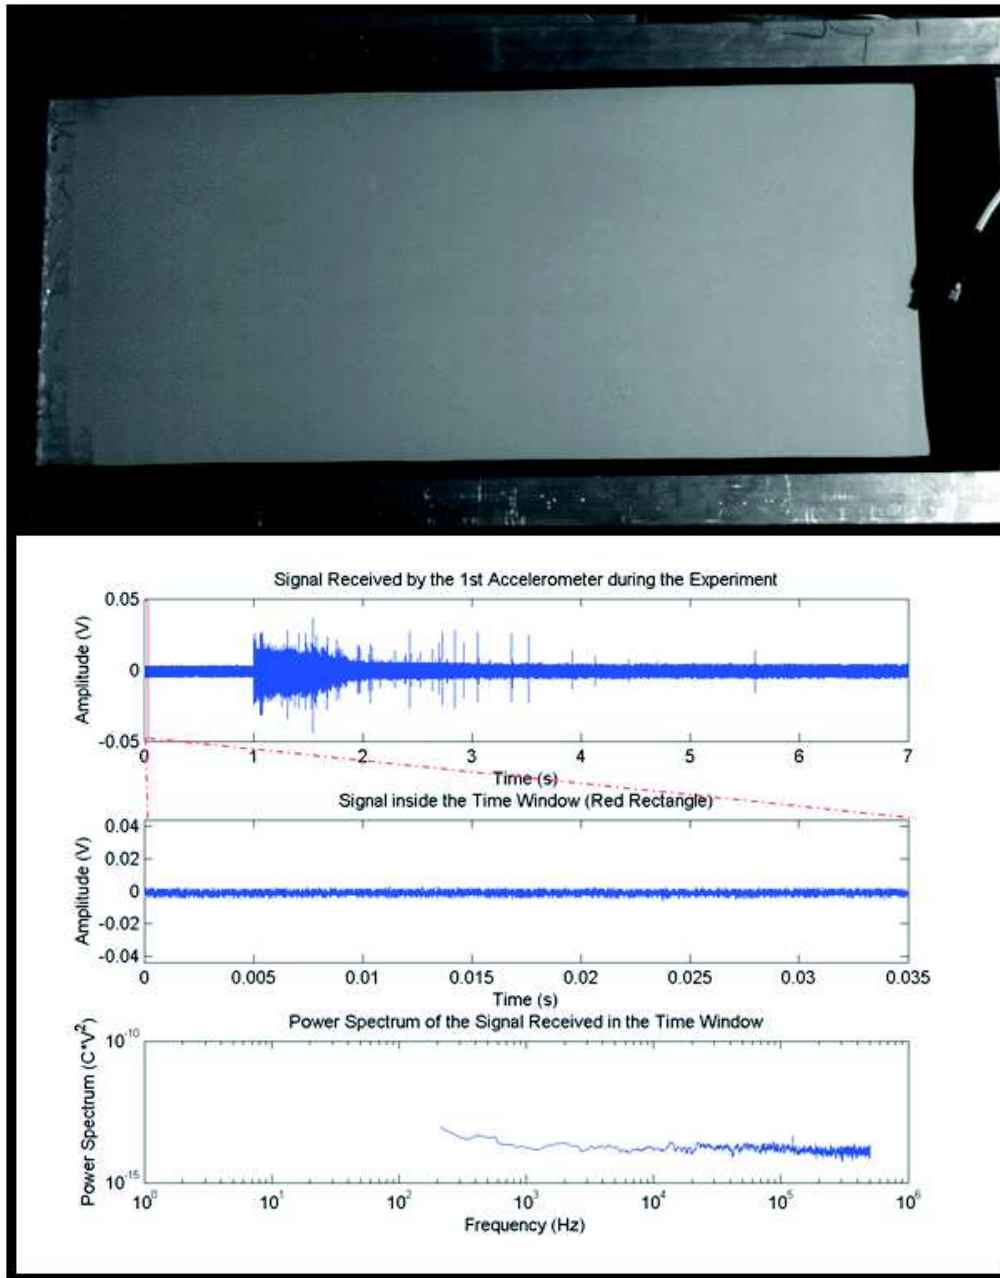 Signal Received by the 1st Accelerometer during the Experiment
0.05
0
-0.05
Amplitude (V)
0 1 2 3 4 5 6 7
Time (s)
Signal inside the Time Window (Red Rectangle)
0.04
0.02
0
-0.02
-0.04
Amplitude (V)
0 0.005 0.01 0.015 0.02 0.025 0.03 0.035
Time (s)
Power Spectrum of the Signal Received in the Time Window
10^-10
10^-15
Power Spectrum (C*V^2)
10^0 10^1 10^2 10^3 10^4 10^5 10^6
Frequency (Hz)